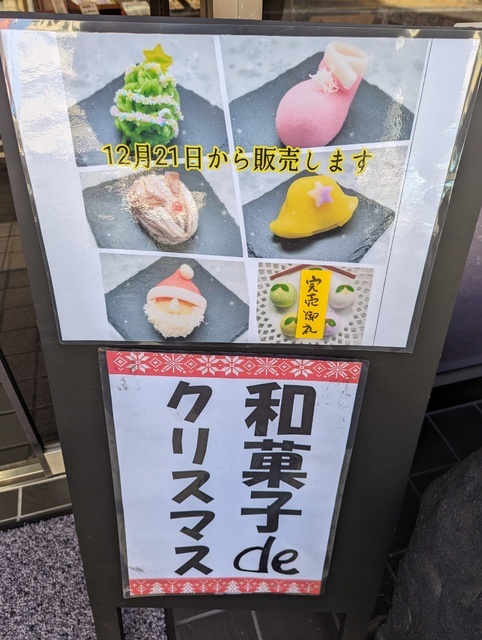 12月21日から販売します
完売御礼
和菓子de
クリスマス